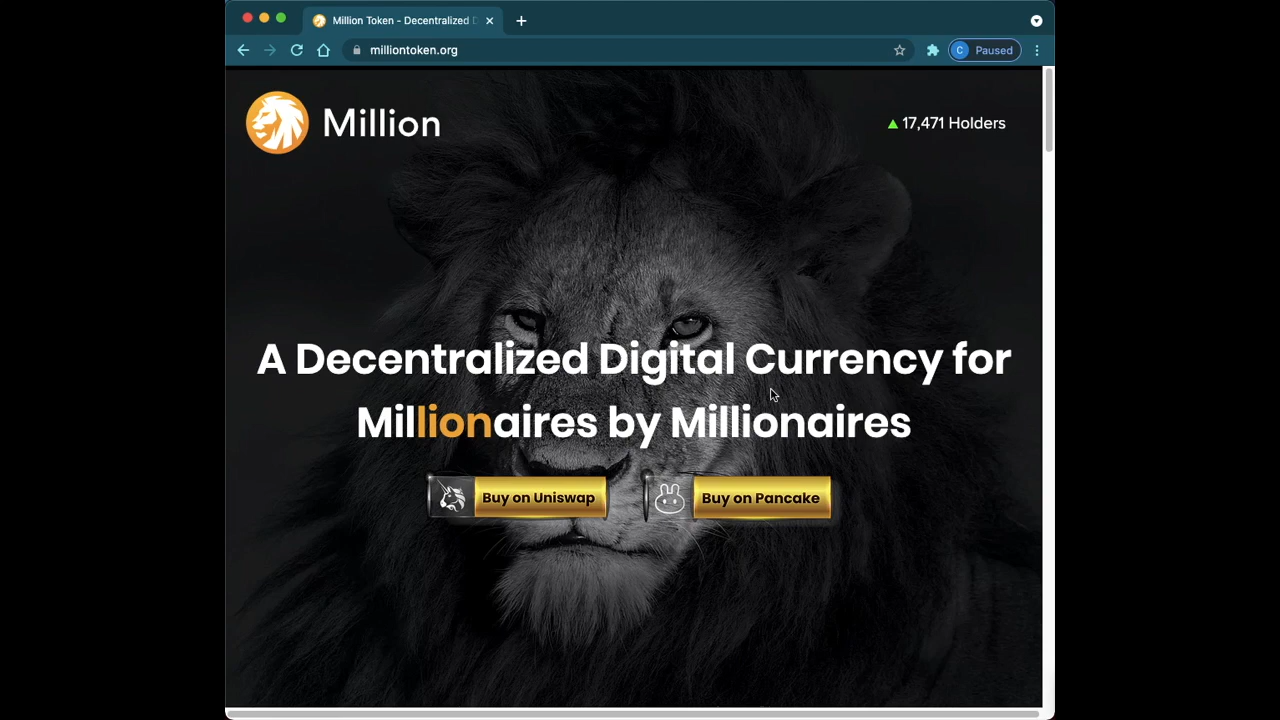 Million Token - Decentralized D
milliontoken.org
C
Paused
Million
17,471 Holders
A Decentralized Digital Currency for
Millionaires by Millionaires
Buy on Uniswap
Buy on Pancake